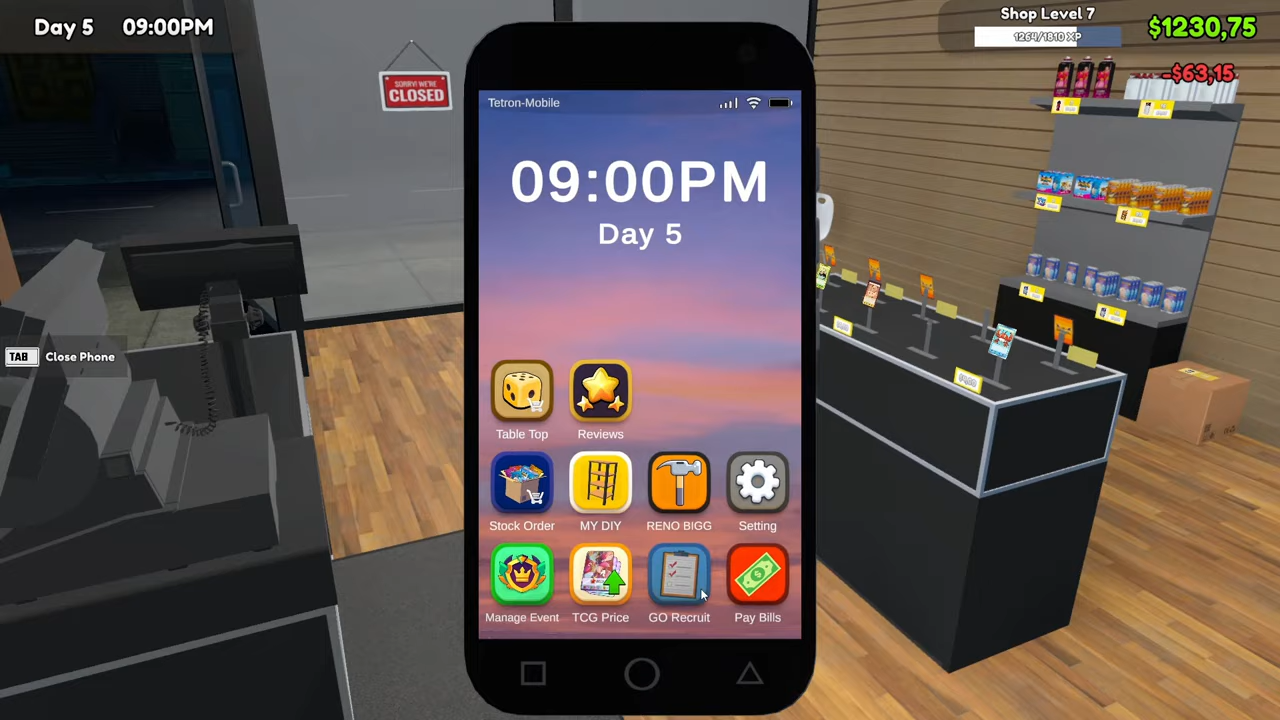 Day 5 09:00PM
Shop Level 7
1264/1810 XP
$1230,75
-$63,15
SORRY! WE'RE
CLOSED
Tetron-Mobile
09:00PM
Day 5
TAB Close Phone
Table Top
Reviews
Stock Order
MY DIY
RENO BIGG
Setting
Manage Event
TCG Price
GO Recruit
Pay Bills